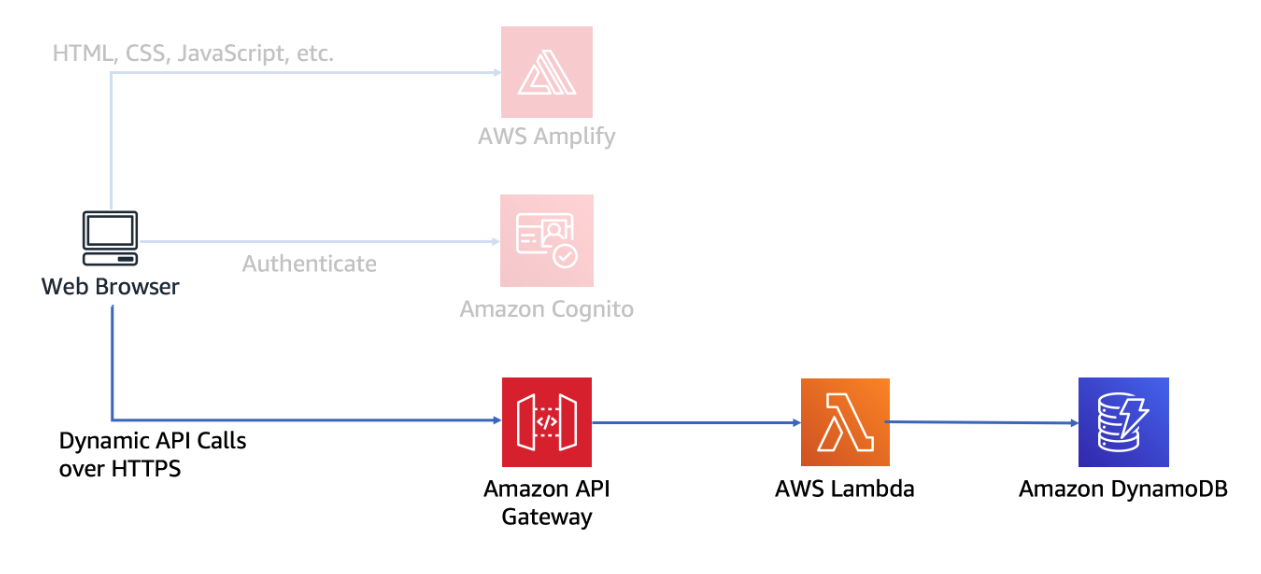 HTML, CSS, JavaScript, etc.
AWS Amplify
Web Browser
Authenticate
Amazon Cognito
Dynamic API Calls
over HTTPS
</>
Amazon API
Gateway
AWS Lambda
Amazon DynamoDB